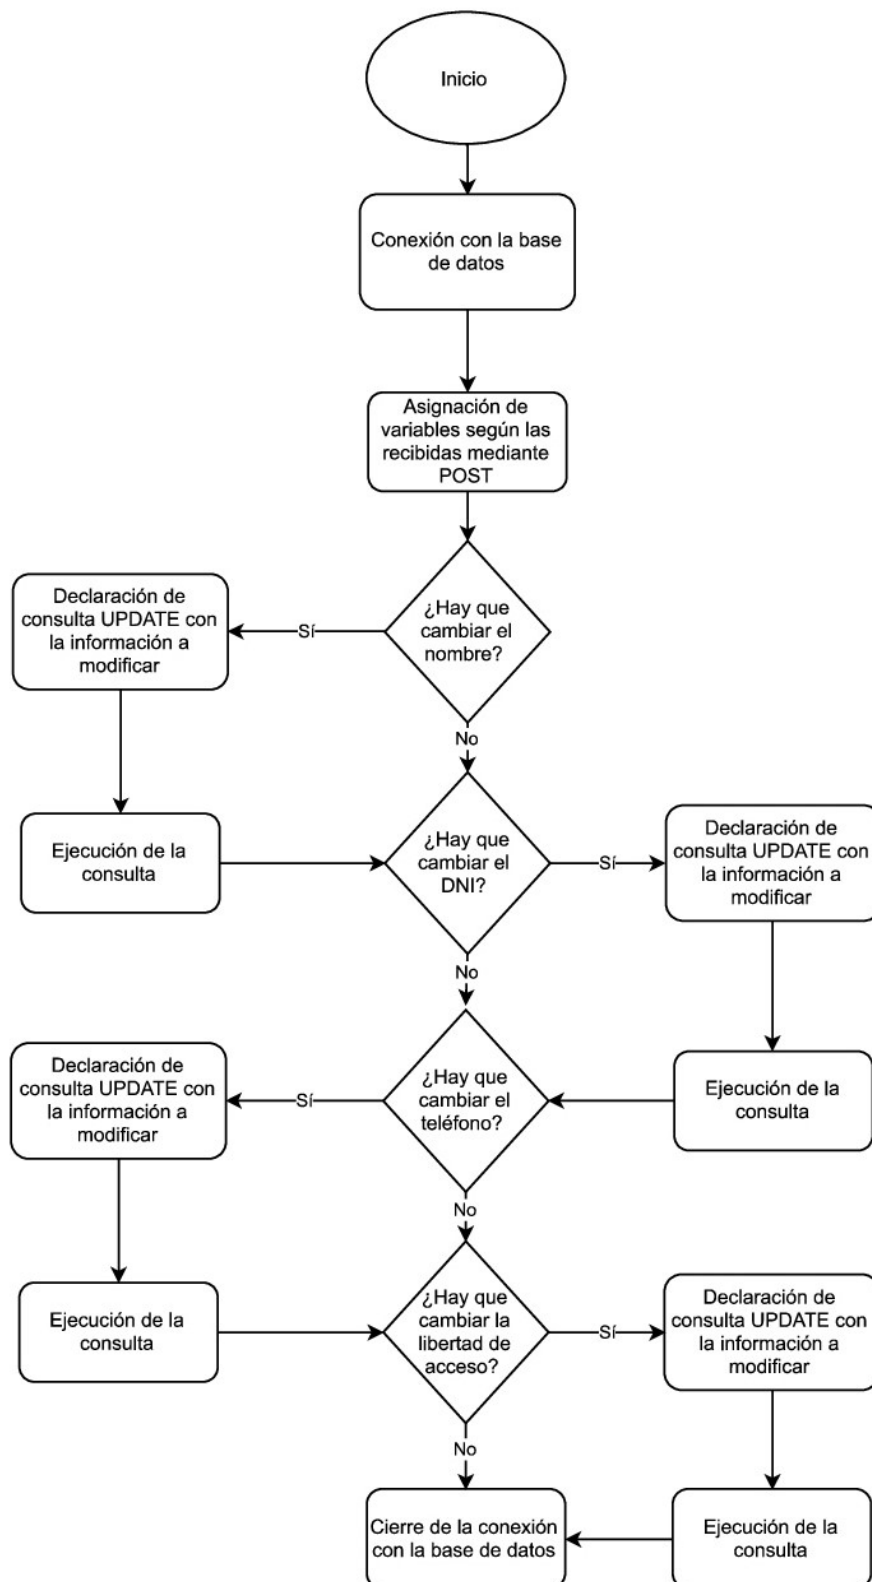 Inicio
Conexión con la base
de datos
Asignación de
variables según las
recibidas mediante
POST
¿Hay que
cambiar el
nombre?
Sí
Declaración de
consulta UPDATE con
la información a
modificar
No
Ejecución de la
consulta
¿Hay que
cambiar el
DNI?
Sí
Declaración de
consulta UPDATE con
la información a
modificar
No
Declaración de
consulta UPDATE con
la información a
modificar
Sí
¿Hay que
cambiar el
teléfono?
Ejecución de la
consulta
No
Ejecución de la
consulta
¿Hay que
cambiar la
libertad de
acceso?
Sí
Declaración de
consulta UPDATE con
la información a
modificar
No
Cierre de la conexión
con la base de datos
Ejecución de la
consulta